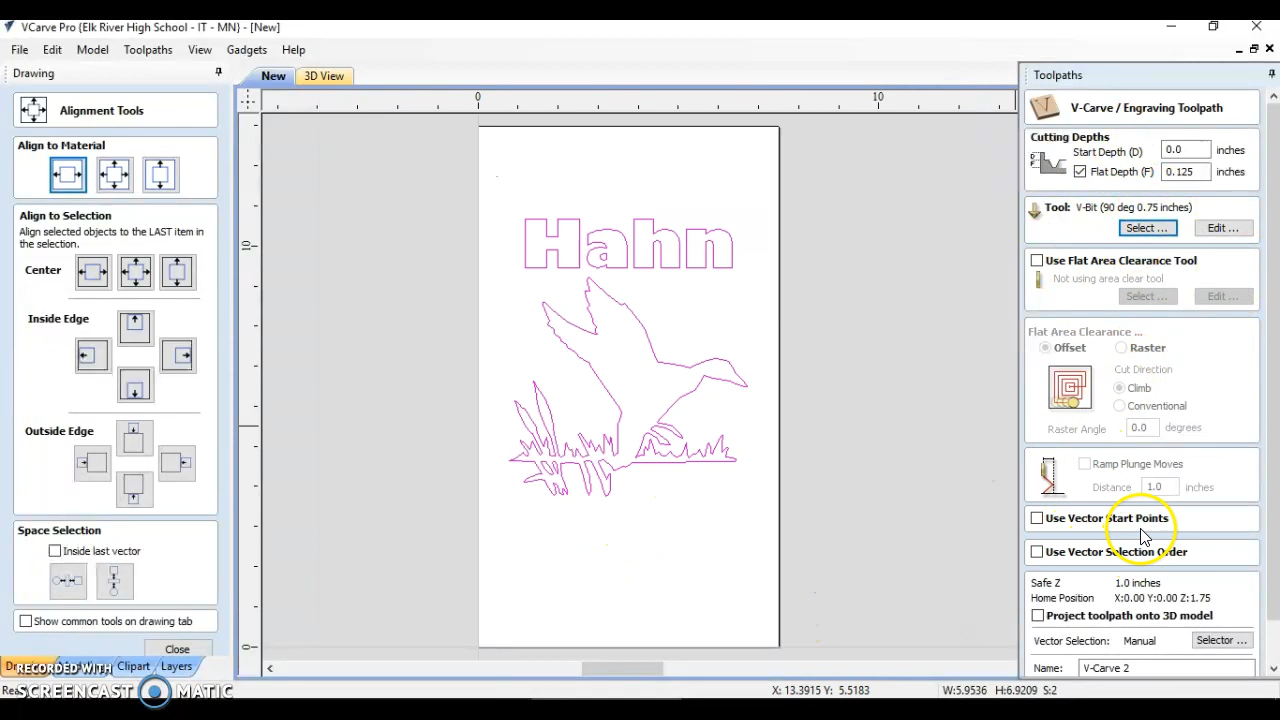 VCarve Pro (Elk River High School - IT - MN) - [New]
File Edit Model Toolpaths View Gadgets Help
Drawing
Alignment Tools
Align to Material
Align to Selection
Align selected objects to the LAST item in
the selection.
Center
Inside Edge
Outside Edge
Space Selection
Inside last vector
Show common tools on drawing tab
Close
Clipart Layers
RECORDED WITH
SCREENCAST MATIC
New 3D View
0 10
10
0
Hahn
X: 13.3915 Y: 5.5183 W:5.9536 H:6.9209 S:2
Toolpaths
V-Carve / Engraving Toolpath
Cutting Depths
Start Depth (D) 0.0 inches
Flat Depth (F) 0.125 inches
Tool: V-Bit (90 deg 0.75 inches)
Select ... Edit ...
Use Flat Area Clearance Tool
Not using area clear tool
Select ... Edit ...
Flat Area Clearance ...
Offset Raster
Cut Direction
Climb
Conventional
Raster Angle 0.0 degrees
Ramp Plunge Moves
Distance 1.0 inches
Use Vector Start Points
Use Vector Selection Order
Safe Z 1.0 inches
Home Position X:0.00 Y:0.00 Z:1.75
Project toolpath onto 3D model
Vector Selection: Manual Selector ...
Name: V-Carve 2